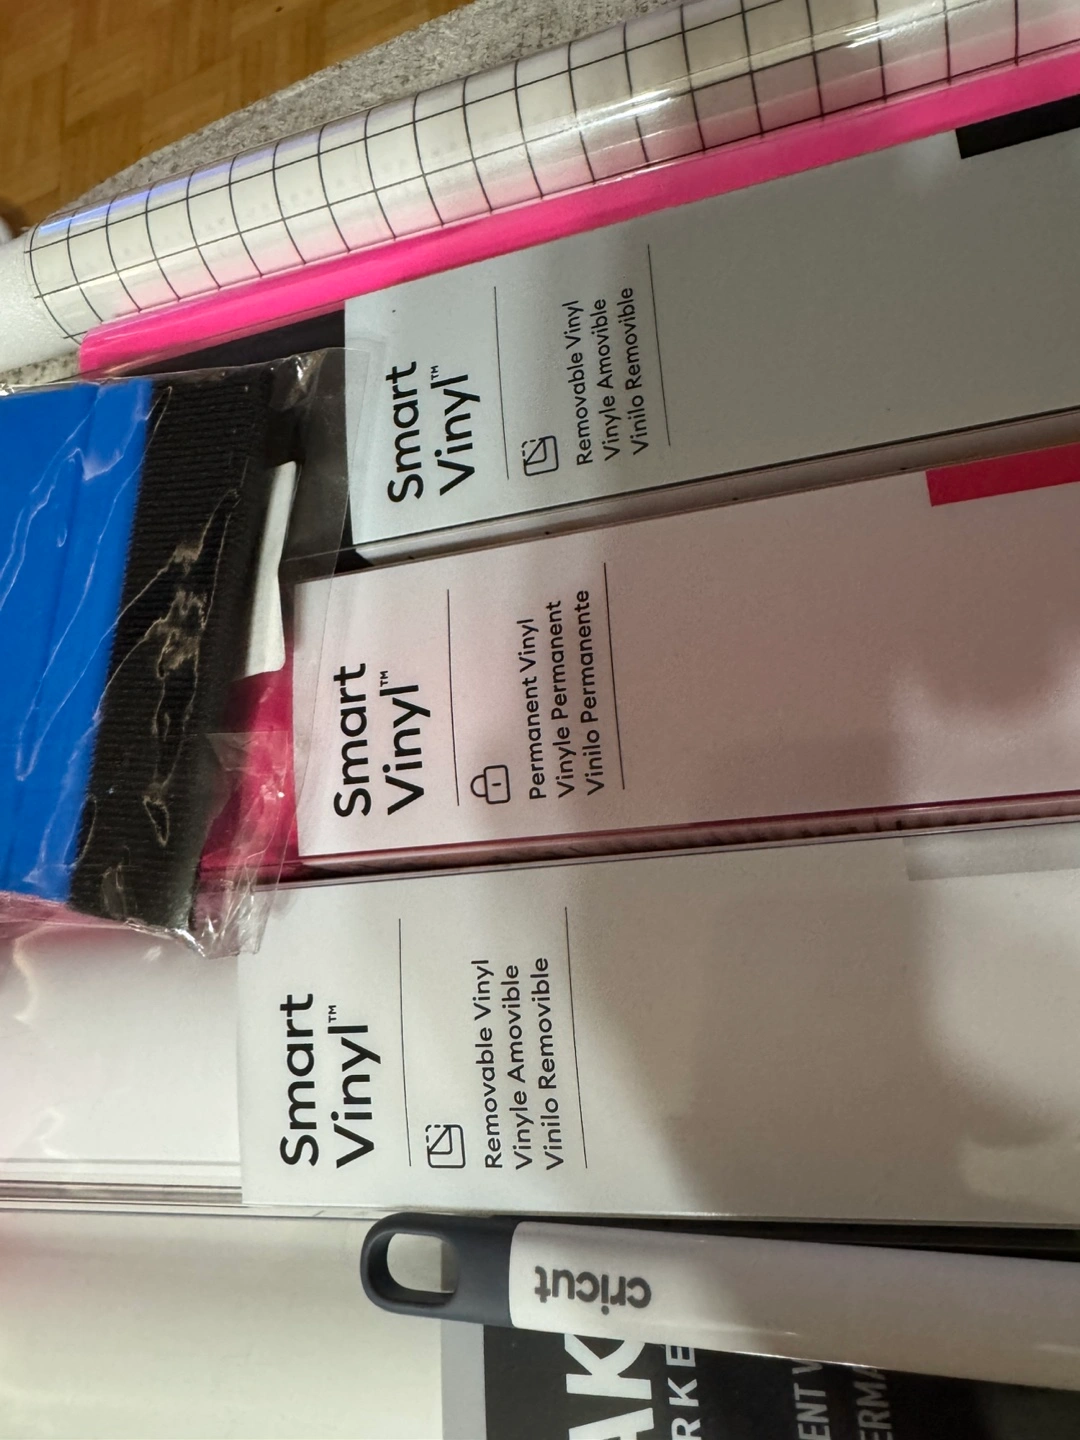 Smart
Vinyl™
Removable Vinyl
Vinyle Amovible
Vinilo Removible
Smart
Vinyl™
Permanent Vinyl
Vinyle Permanent
Vinilo Permanente
Smart
Vinyl™
Removable Vinyl
Vinyle Amovible
Vinilo Removible
cricut